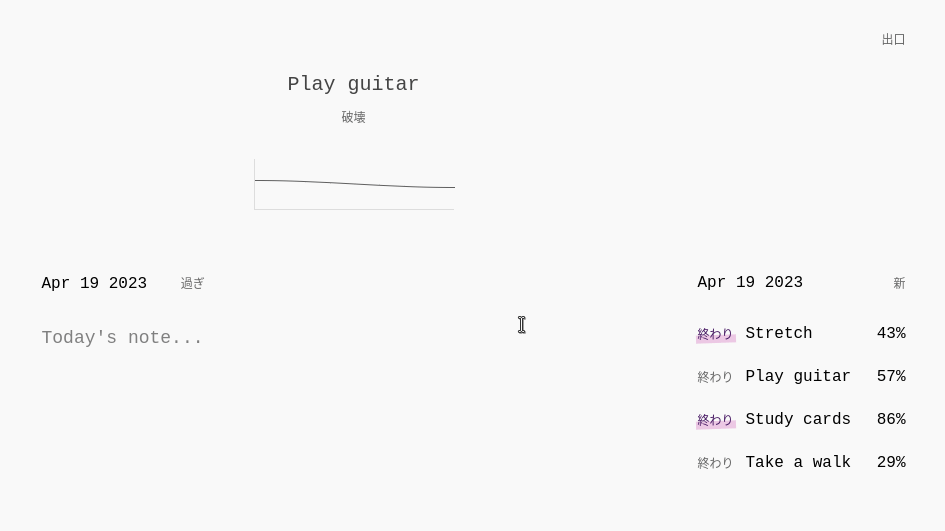 出口
Play guitar
破壊
Apr 19 2023 過ぎ
Today's note...
Apr 19 2023 新
終わり Stretch 43%
終わり Play guitar 57%
終わり Study cards 86%
終わり Take a walk 29%